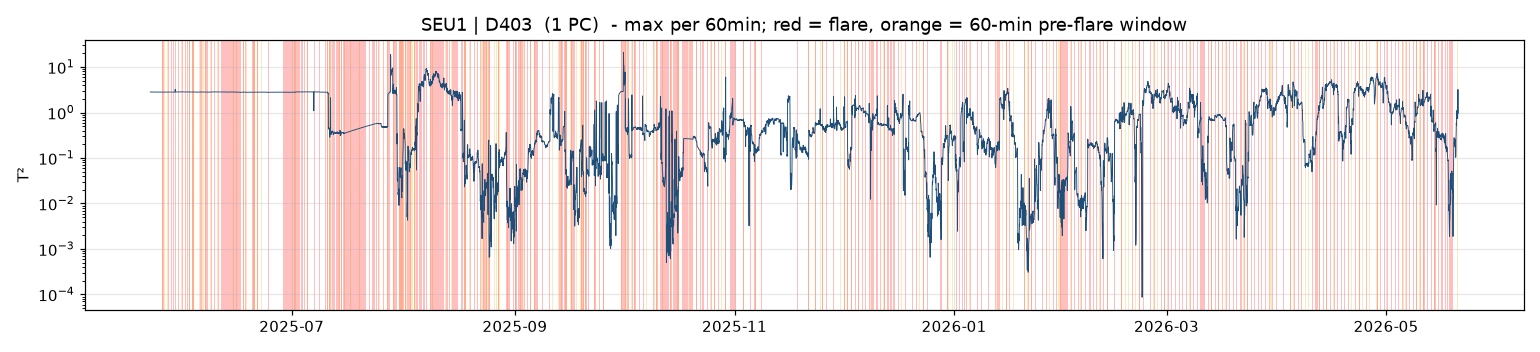 SEU1 | D403  (1 PC)  - max per 60min; red = flare, orange = 60-min pre-flare window
T²
10¹
10⁰
10⁻¹
10⁻²
10⁻³
10⁻⁴
2025-07 2025-09 2025-11 2026-01 2026-03 2026-05